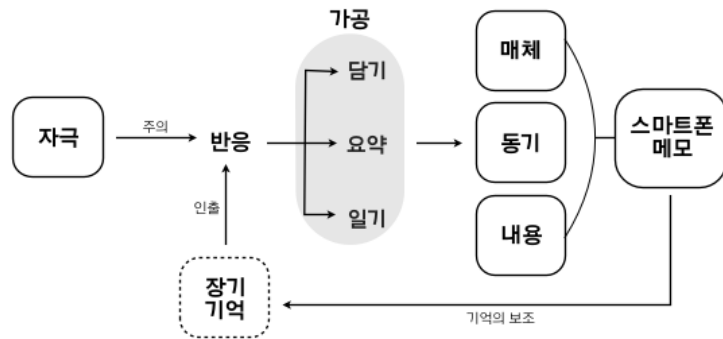 가공
담기
매체
자극
주의
반응
요약
동기
스마트폰
메모
인출
일기
내용
장기
기억
기억의 보조